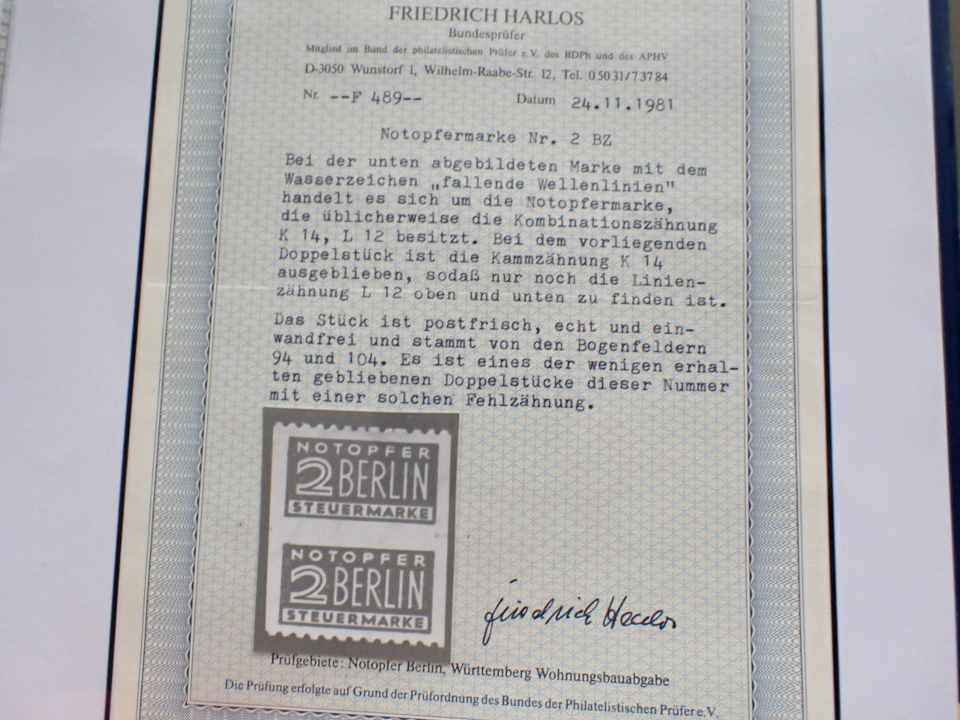 FRIEDRICH HARLOS
Bundesprüfer
Mitglied im Bund der philatelistischen Prüfer e.V. des BDPh und des APHV
D-3050 Wunstorf 1, Wilhelm-Raabe-Str. 12, Tel. 05031/73784
Nr. --F 489-- Datum 24.11.1981
Notopfermarke Nr. 2 BZ
Bei der unten abgebildeten Marke mit dem
Wasserzeichen „fallende Wellenlinien"
handelt es sich um die Notopfermarke,
die üblicherweise die Kombinationszähnung
K 14, L 12 besitzt. Bei dem vorliegenden
Doppelstück ist die Kammzähnung K 14
ausgeblieben, sodaß nur noch die Linien-
zähnung L 12 oben und unten zu finden ist.
Das Stück ist postfrisch, echt und ein-
wandfrei und stammt von den Bogenfeldern
94 und 104. Es ist eines der wenigen erhal-
ten gebliebenen Doppelstücke dieser Nummer
mit einer solchen Fehlzähnung.
NOTOPFER
2 BERLIN
STEUERMARKE
NOTOPFER
2 BERLIN
STEUERMARKE
Friedrich Harlos
Prüfgebiete: Notopfer Berlin, Württemberg Wohnungsbauabgabe
Die Prüfung erfolgte auf Grund der Prüfordnung des Bundes der Philatelistischen Prüfer e.V.